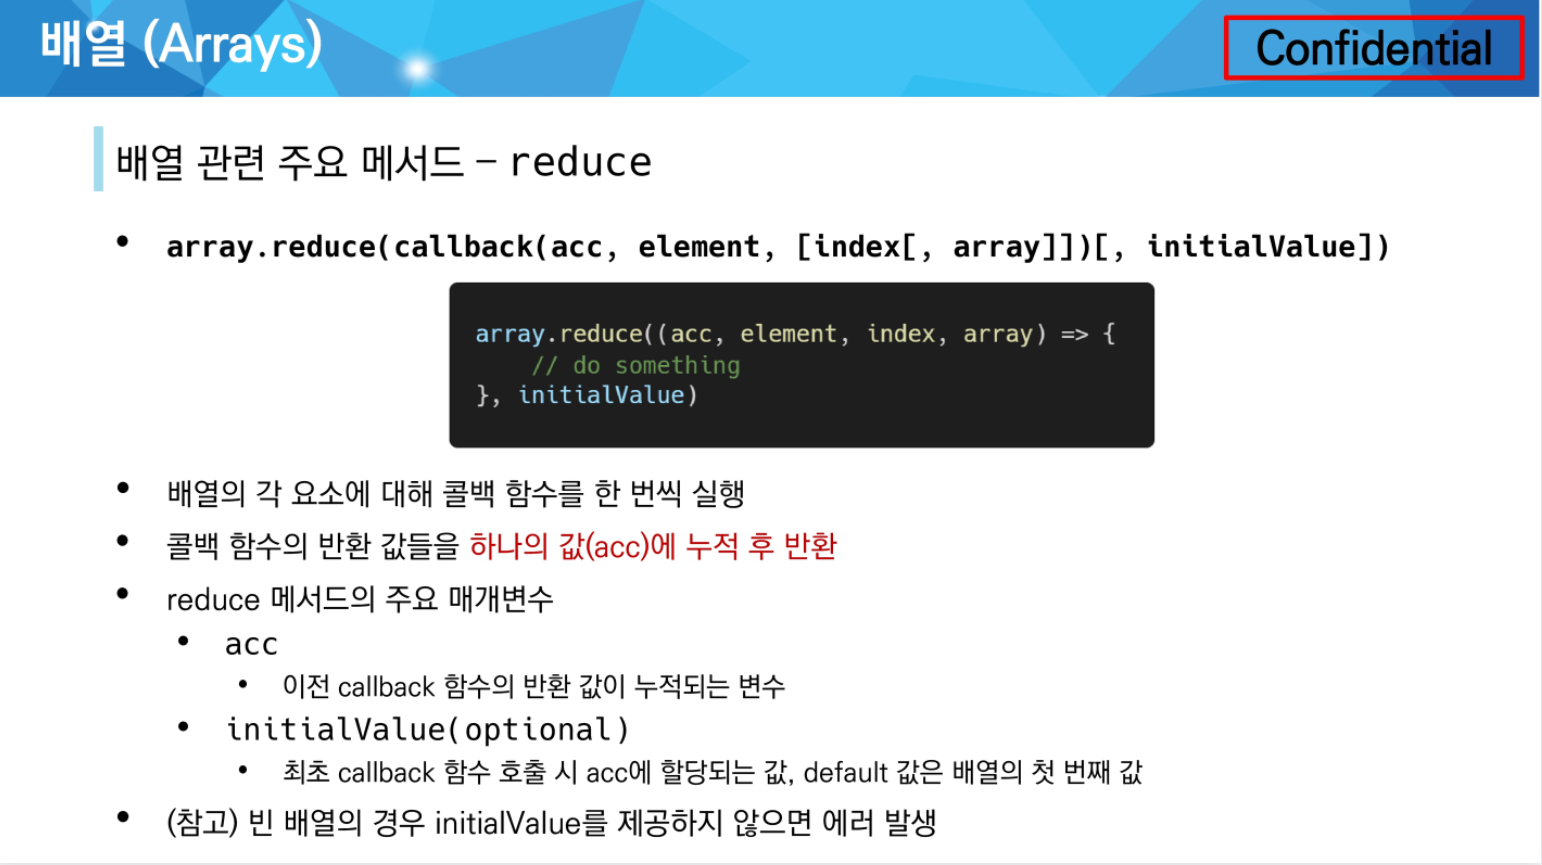 배열 (Arrays)
Confidential
배열 관련 주요 메서드 – reduce
• array.reduce(callback(acc, element, [index[, array]])[, initialValue])
array.reduce((acc, element, index, array) => {
// do something
}, initialValue)
• 배열의 각 요소에 대해 콜백 함수를 한 번씩 실행
• 콜백 함수의 반환 값들을 하나의 값(acc)에 누적 후 반환
• reduce 메서드의 주요 매개변수
• acc
• 이전 callback 함수의 반환 값이 누적되는 변수
• initialValue(optional)
• 최초 callback 함수 호출 시 acc에 할당되는 값, default 값은 배열의 첫 번째 값
• (참고) 빈 배열의 경우 initialValue를 제공하지 않으면 에러 발생